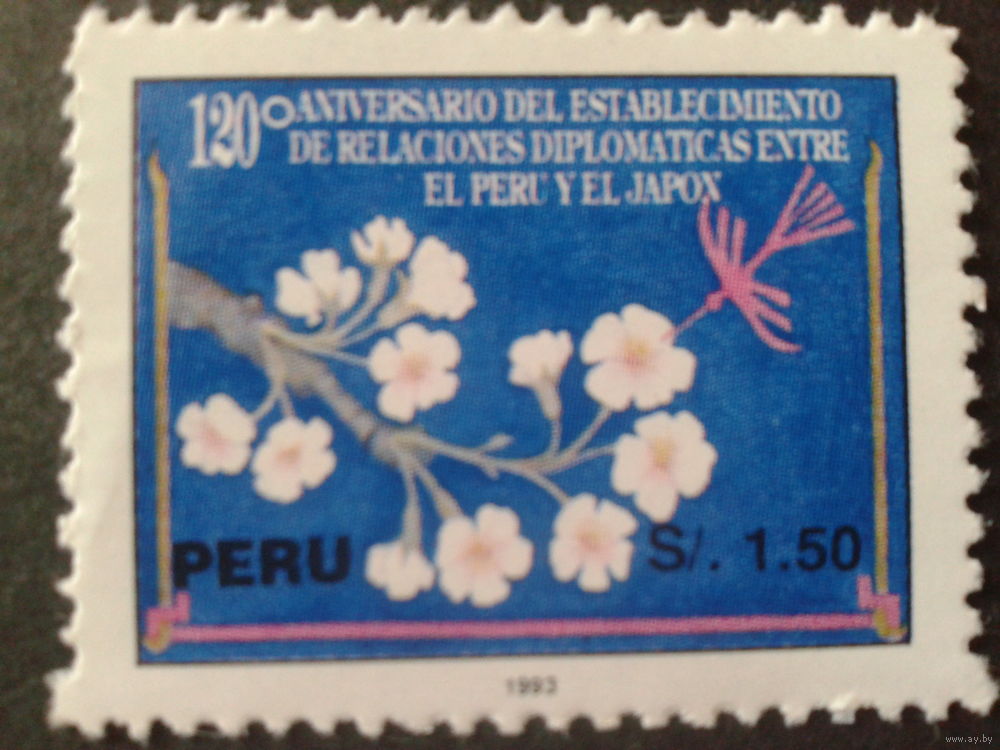 120° ANIVERSARIO DEL ESTABLECIMIENTO
DE RELACIONES DIPLOMATICAS ENTRE
EL PERU Y EL JAPON
PERU
S/. 1.50
1993
www.ay.by